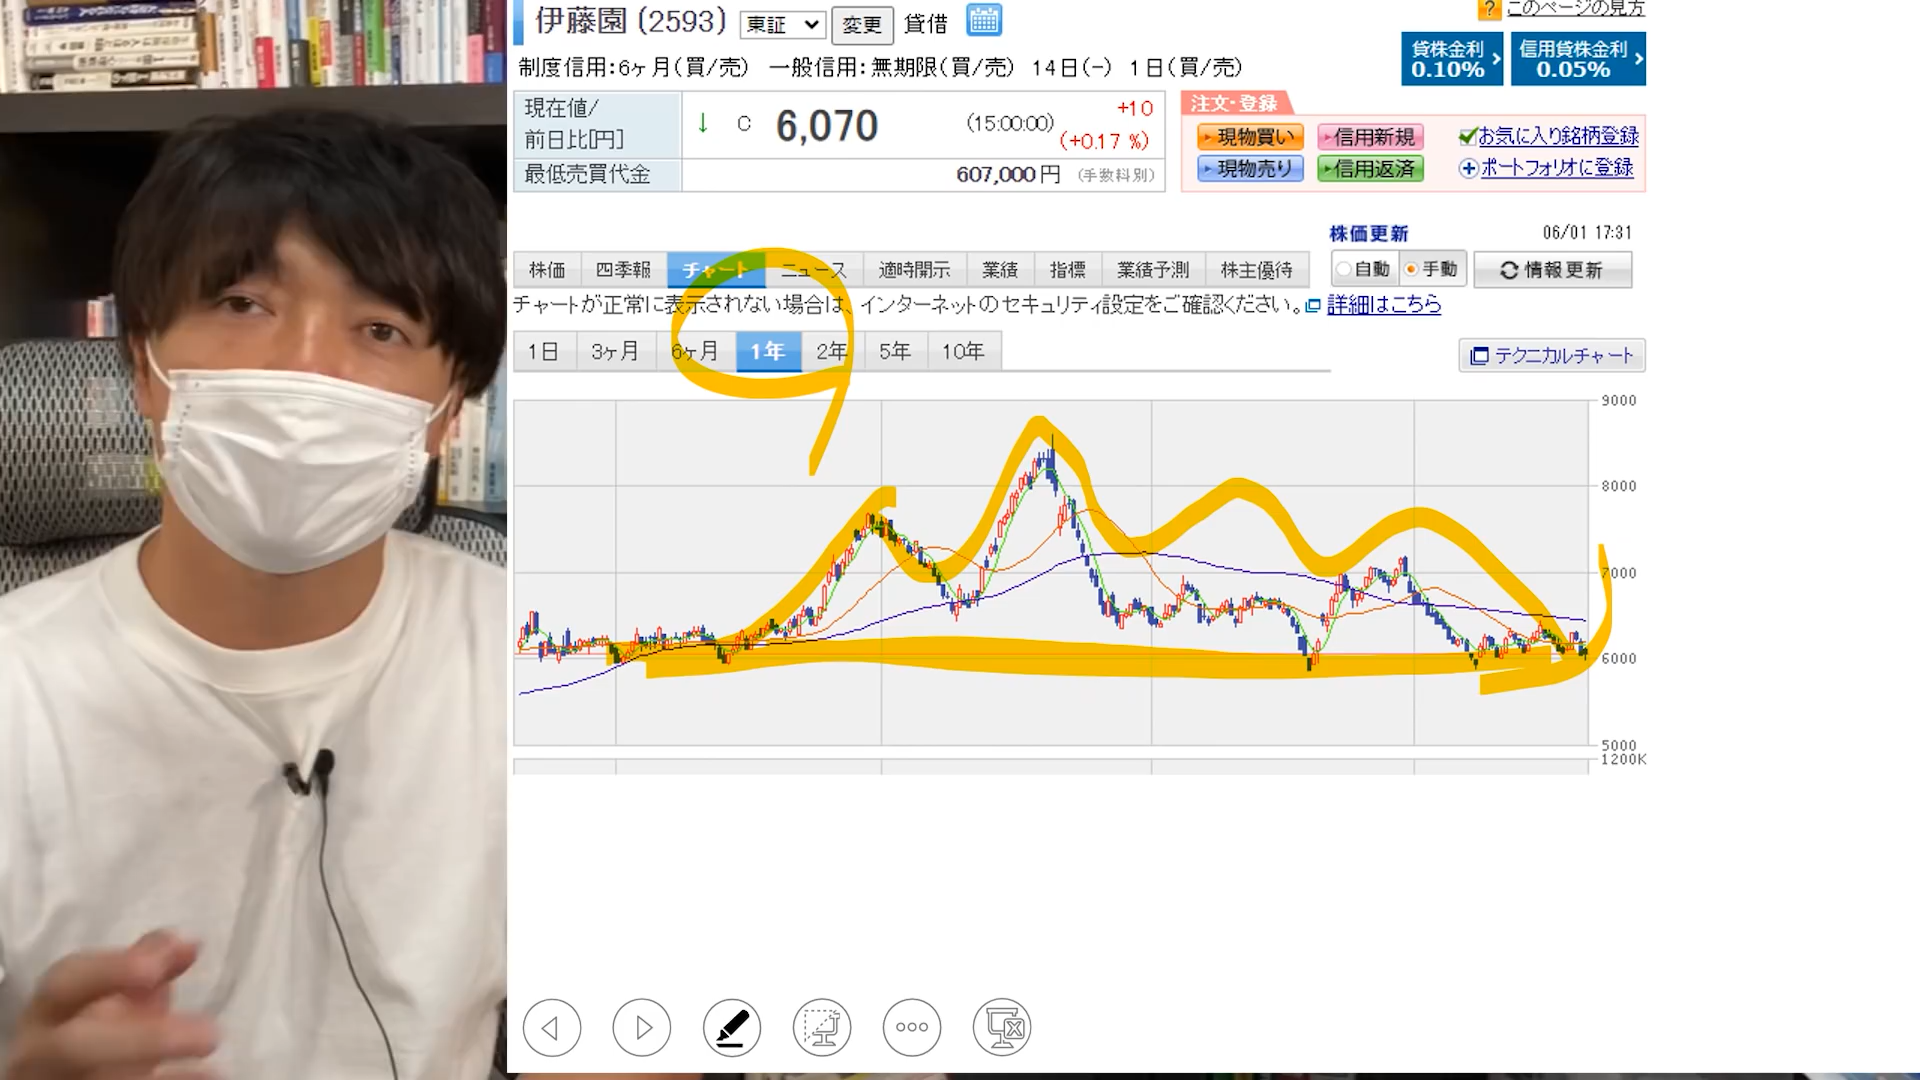 伊藤園 (2593) 東証 変更 貸借
? このページの見方
貸株金利 0.10%
信用貸株金利 0.05%
制度信用:6ヶ月(買/売) 一般信用:無期限(買/売) 14日(-) 1日(買/売)
現在値/
前日比[円]
↓ C 6,070 (15:00:00) +10
(+0.17 %)
最低売買代金 607,000 円 (手数料別)
注文・登録
現物買い 信用新規 お気に入り銘柄登録
現物売り 信用返済 ポートフォリオに登録
株価更新 06/01 17:31
自動 手動 情報更新
株価 四季報 チャート ニュース 適時開示 業績 指標 業績予測 株主優待
チャートが正常に表示されない場合は、インターネットのセキュリティ設定をご確認ください。 詳細はこちら
1日 3ヶ月 6ヶ月 1年 2年 5年 10年
テクニカルチャート
9000
8000
7000
6000
5000
1200K